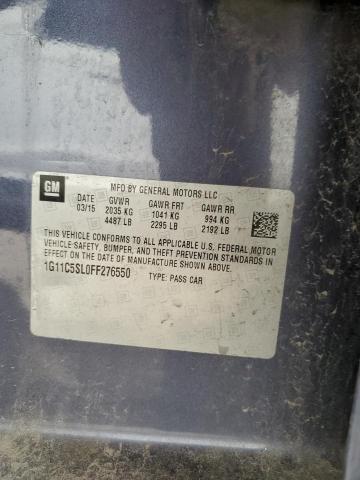 GM
MFD BY GENERAL MOTORS LLC
DATE GVWR GAWR FRT GAWR RR
03/15 2035 KG 1041 KG 994 KG
4487 LB 2295 LB 2192 LB
THIS VEHICLE CONFORMS TO ALL APPLICABLE U.S. FEDERAL MOTOR
VEHICLE-SAFETY, BUMPER, AND THEFT PREVENTION STANDARDS IN
EFFECT ON THE DATE OF MANUFACTURE SHOWN ABOVE.
1G11C5SL0FF276550 TYPE: PASS CAR